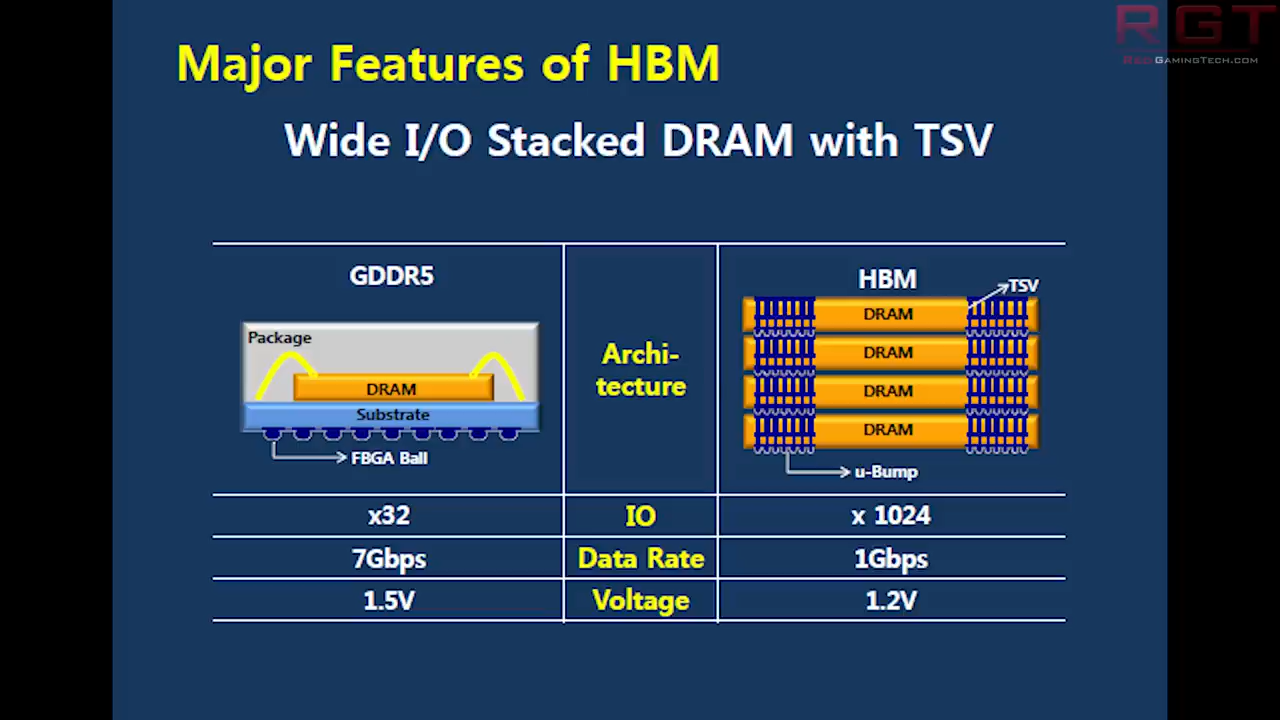 RGT
REDGAMINGTECH.COM
Major Features of HBM
Wide I/O Stacked DRAM with TSV
GDDR5
Package
DRAM
Substrate
FBGA Ball
Archi-
tecture
HBM
TSV
DRAM
DRAM
DRAM
DRAM
u-Bump
x32 IO x 1024
7Gbps Data Rate 1Gbps
1.5V Voltage 1.2V